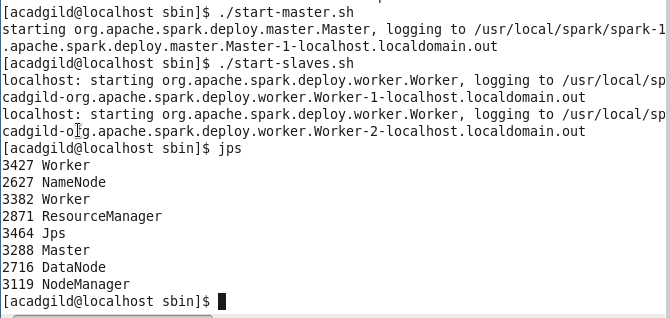 [acadgild@localhost sbin]$ ./start-master.sh
starting org.apache.spark.deploy.master.Master, logging to /usr/local/spark/spark-1
.apache.spark.deploy.master.Master-1-localhost.localdomain.out
[acadgild@localhost sbin]$ ./start-slaves.sh
localhost: starting org.apache.spark.deploy.worker.Worker, logging to /usr/local/sp
cadgild-org.apache.spark.deploy.worker.Worker-1-localhost.localdomain.out
localhost: starting org.apache.spark.deploy.worker.Worker, logging to /usr/local/sp
cadgild-org.apache.spark.deploy.worker.Worker-2-localhost.localdomain.out
[acadgild@localhost sbin]$ jps
3427 Worker
2627 NameNode
3382 Worker
2871 ResourceManager
3464 Jps
3288 Master
2716 DataNode
3119 NodeManager
[acadgild@localhost sbin]$